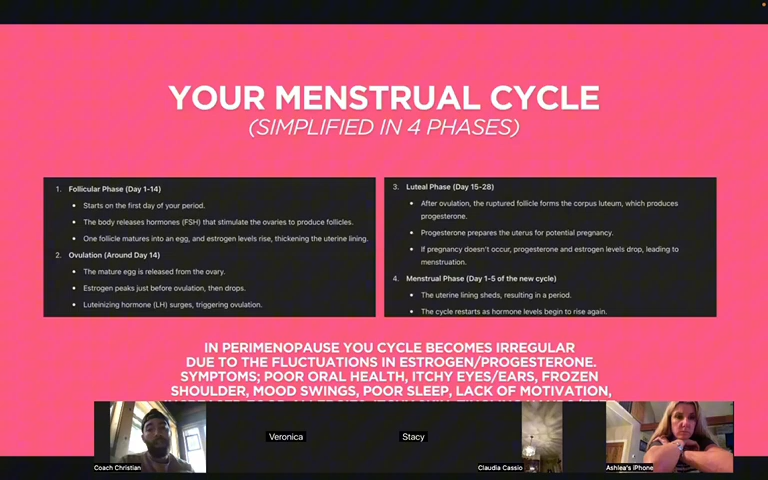 YOUR MENSTRUAL CYCLE
(SIMPLIFIED IN 4 PHASES)
1. Follicular Phase (Day 1-14)
• Starts on the first day of your period.
• The body releases hormones (FSH) that stimulate the ovaries to produce follicles.
• One follicle matures into an egg, and estrogen levels rise, thickening the uterine lining.
2. Ovulation (Around Day 14)
• The mature egg is released from the ovary.
• Estrogen peaks just before ovulation, then drops.
• Luteinizing hormone (LH) surges, triggering ovulation.
3. Luteal Phase (Day 15-28)
• After ovulation, the ruptured follicle forms the corpus luteum, which produces
progesterone.
• Progesterone prepares the uterus for potential pregnancy.
• If pregnancy doesn't occur, progesterone and estrogen levels drop, leading to
menstruation.
4. Menstrual Phase (Day 1-5 of the new cycle)
• The uterine lining sheds, resulting in a period.
• The cycle restarts as hormone levels begin to rise again.
IN PERIMENOPAUSE YOU CYCLE BECOMES IRREGULAR
DUE TO THE FLUCTUATIONS IN ESTROGEN/PROGESTERONE.
SYMPTOMS; POOR ORAL HEALTH, ITCHY EYES/EARS, FROZEN
SHOULDER, MOOD SWINGS, POOR SLEEP, LACK OF MOTIVATION,
Coach Christian
Veronica
Stacy
Claudia Cassio
Ashlea's iPhone